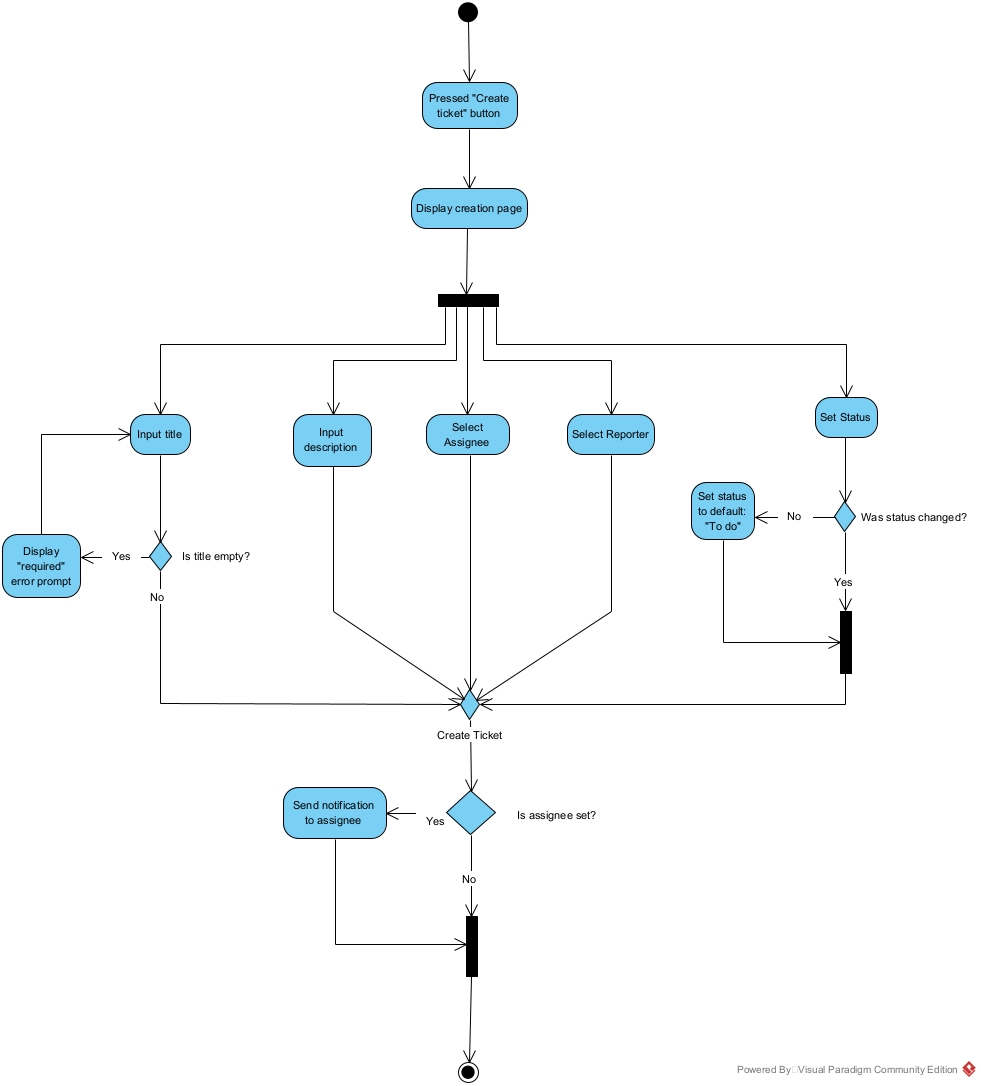 Pressed "Create
ticket" button
Display creation page
Input title
Input
description
Select
Assignee
Select Reporter
Set Status
Set status
to default:
"To do"
No
Was status changed?
Display
"required"
error prompt
Yes
Is title empty?
Yes
No
Create Ticket
Send notification
to assignee
Yes
Is assignee set?
No
Powered By Visual Paradigm Community Edition